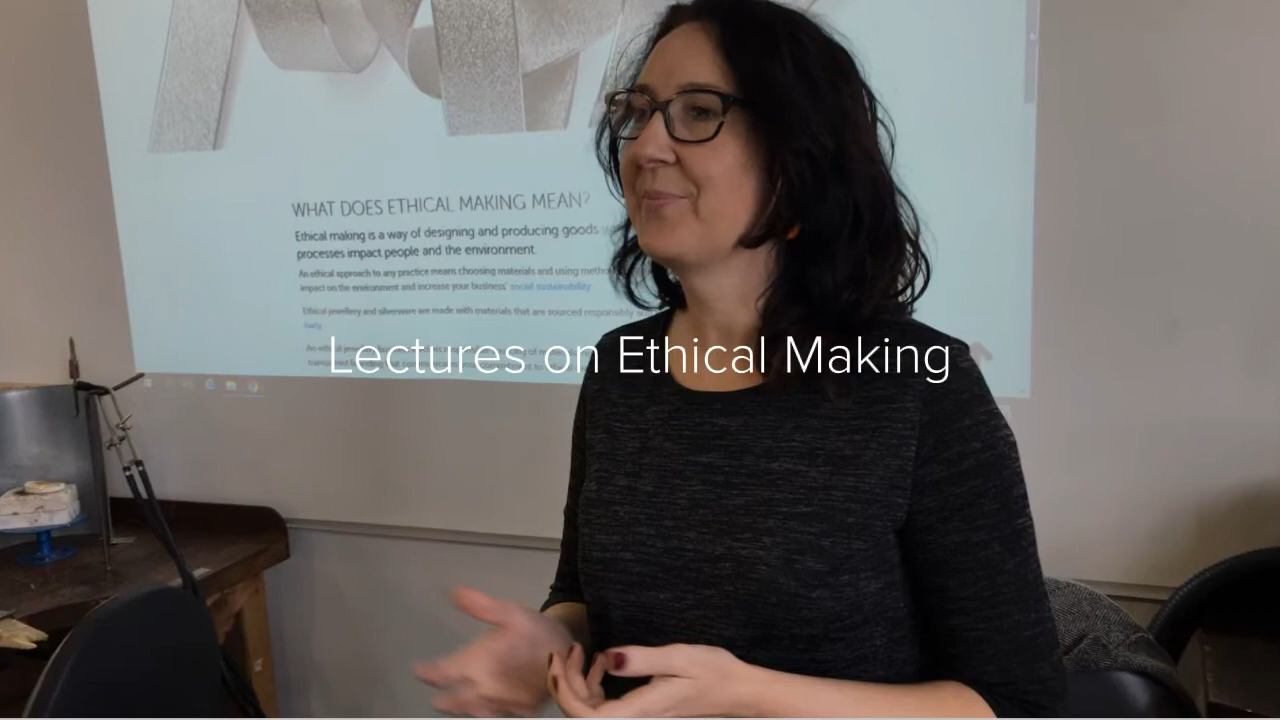 WHAT DOES ETHICAL MAKING MEAN?
Ethical making is a way of designing and producing goods
processes impact people and the environment.
An ethical approach to any practice means choosing materials and using
impact on the environment and increase your business' social sustainability
Ethical jewellery and silverware are made with materials that are sourced responsibly
Lectures on Ethical Making